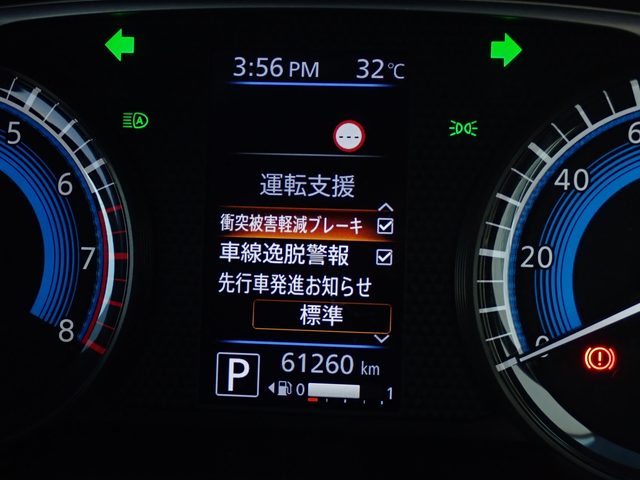 3:56 PM 32℃
---
運転支援
衝突被害軽減ブレーキ
車線逸脱警報
先行車発進お知らせ
標準
P 61260 km
0 1
5
6
7
8
0
20
40
6
A